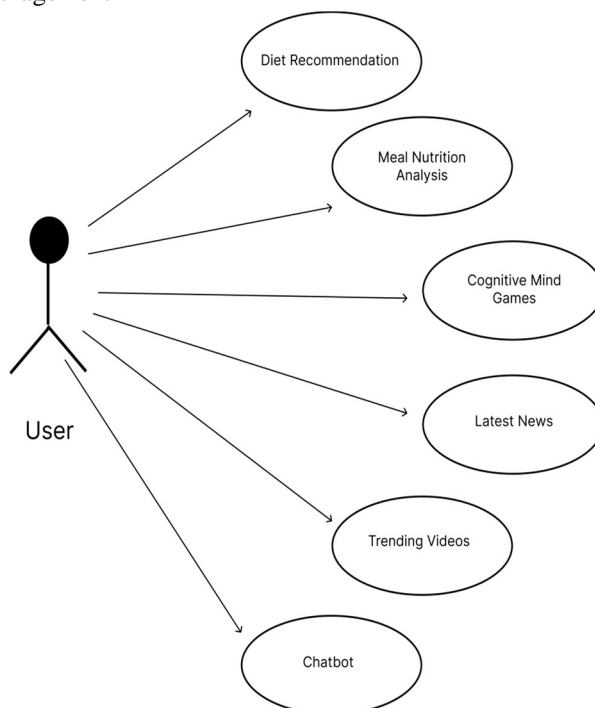 Diet Recommendation
Meal Nutrition
Analysis
Cognitive Mind
Games
Latest News
User
Trending Videos
Chatbot